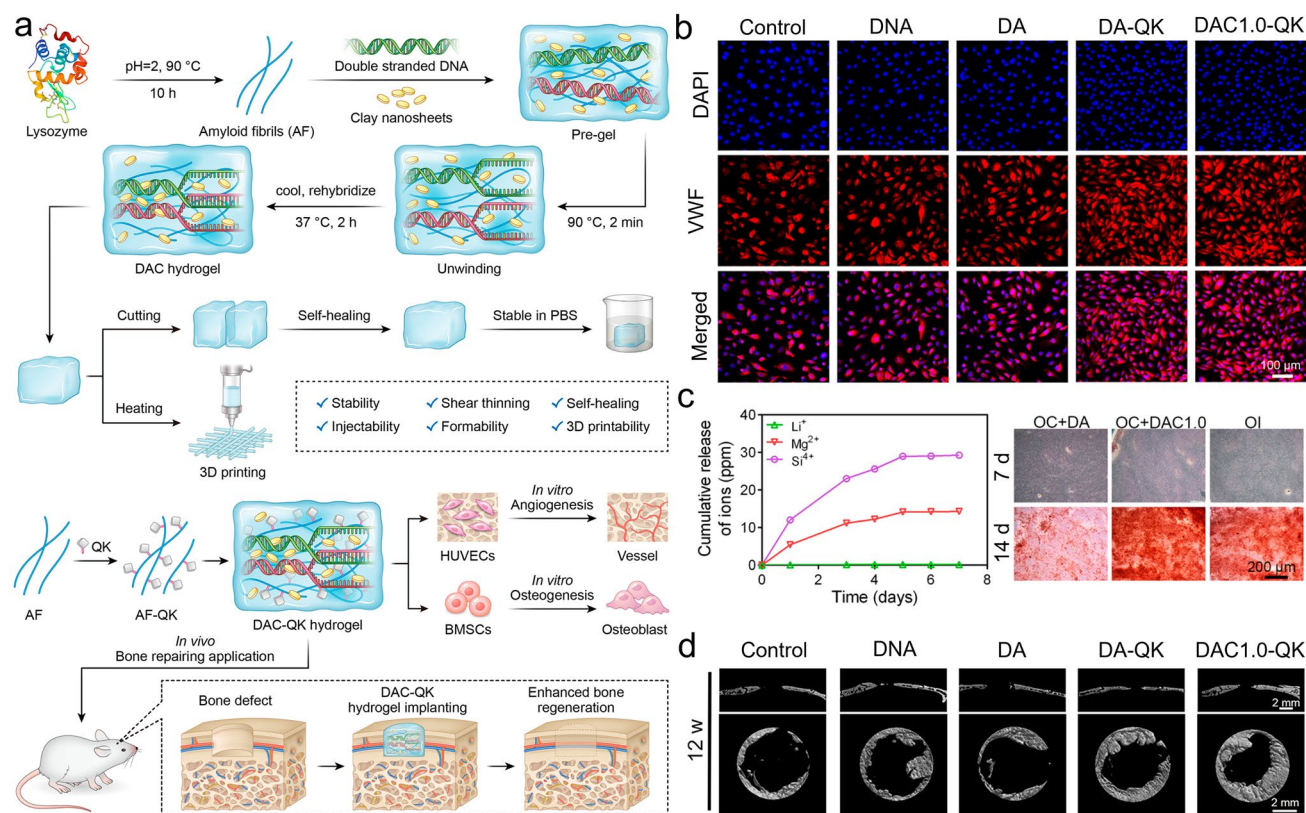 a
Lysozyme
pH=2, 90 °C
10 h
Amyloid fibrils (AF)
Double stranded DNA
Clay nanosheets
Pre-gel
90 °C, 2 min
Unwinding
cool, rehybridize
37 °C, 2 h
DAC hydrogel
Cutting
Self-healing
Stable in PBS
Heating
3D printing
✓ Stability
✓ Shear thinning
✓ Self-healing
✓ Injectability
✓ Formability
✓ 3D printability
AF
QK
AF-QK
DAC-QK hydrogel
HUVECs
In vitro
Angiogenesis
Vessel
BMSCs
In vitro
Osteogenesis
Osteoblast
In vivo
Bone repairing application
Bone defect
DAC-QK
hydrogel implanting
Enhanced bone
regeneration
b
Control
DNA
DA
DA-QK
DAC1.0-QK
DAPI
VWF
Merged
100 µm
c
Cumulative release
of ions (ppm)
40
30
20
10
0
0
2
4
6
8
Time (days)
Li⁺
Mg²⁺
Si⁴⁺
OC+DA
OC+DAC1.0
OI
7 d
14 d
200 µm
d
Control
DNA
DA
DA-QK
DAC1.0-QK
12 w
2 mm
2 mm